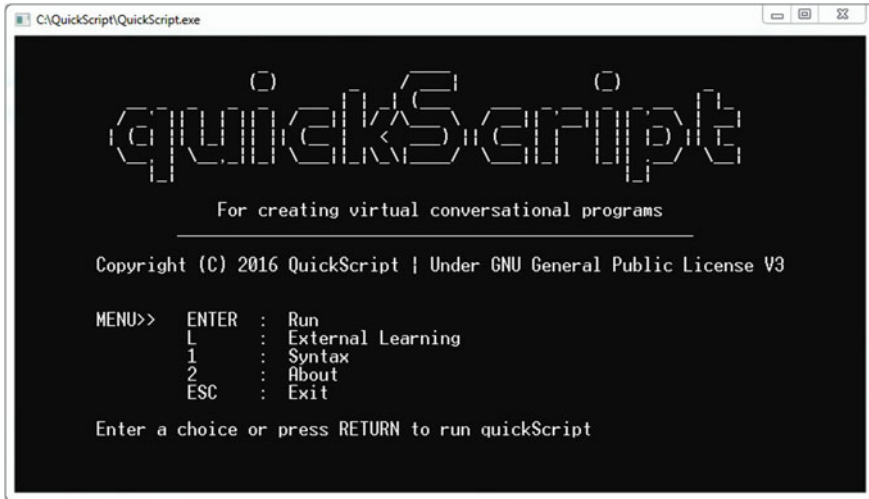 C:\QuickScript\QuickScript.exe
quickScript
For creating virtual conversational programs
Copyright (C) 2016 QuickScript | Under GNU General Public License V3
MENU>> ENTER : Run
L : External Learning
1 : Syntax
2 : About
ESC : Exit
Enter a choice or press RETURN to run quickScript